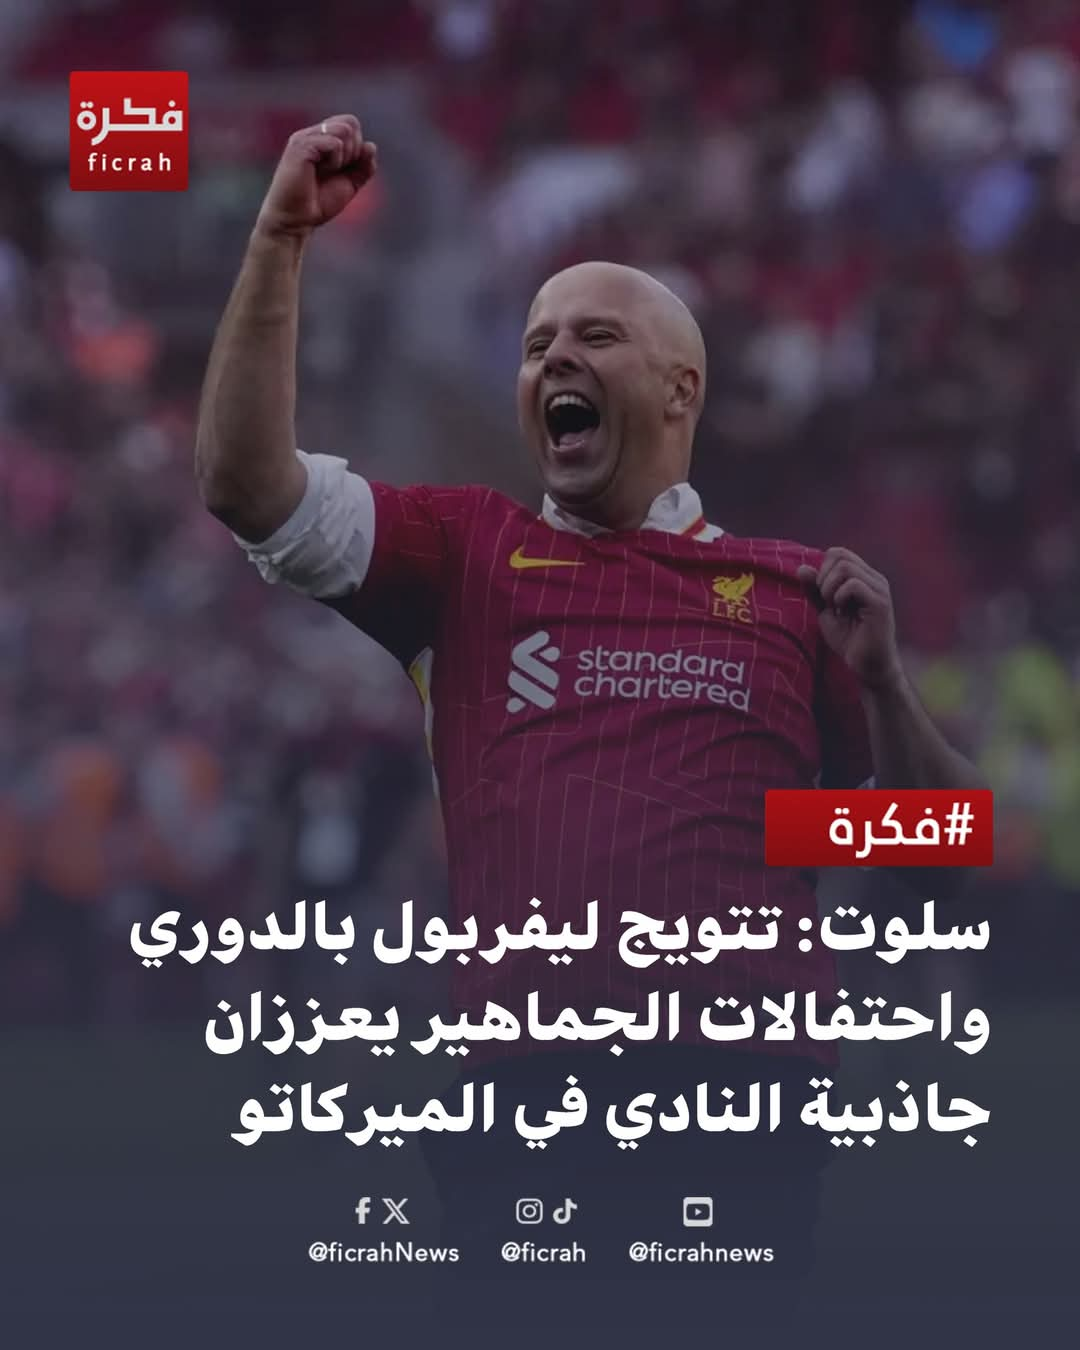 فكرة
ficrah
L.F.C.
standard
chartered
#فكرة
سلوت: تتويج ليفربول بالدوري
واحتفالات الجماهير يعززان
جاذبية النادي في الميركاتو
@ficrahNews @ficrah @ficrahnews